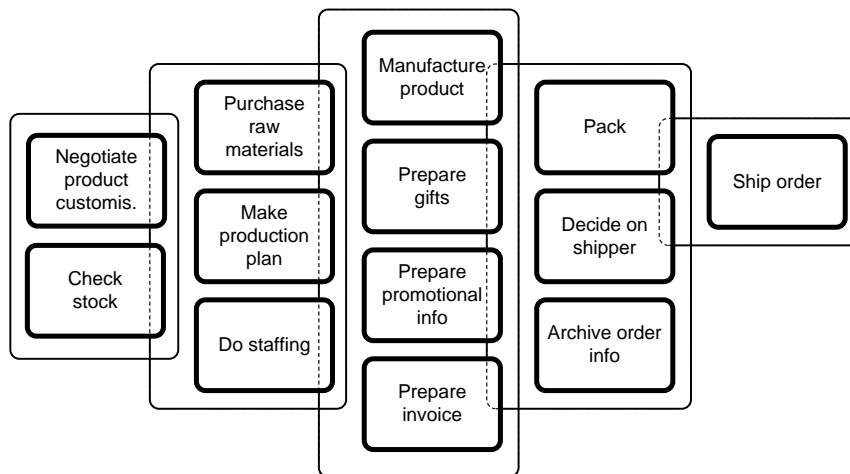 Negotiate
product
customis.
Check
stock
Purchase
raw
materials
Make
production
plan
Do staffing
Manufacture
product
Prepare
gifts
Prepare
promotional
info
Prepare
invoice
Pack
Decide on
shipper
Archive order
info
Ship order